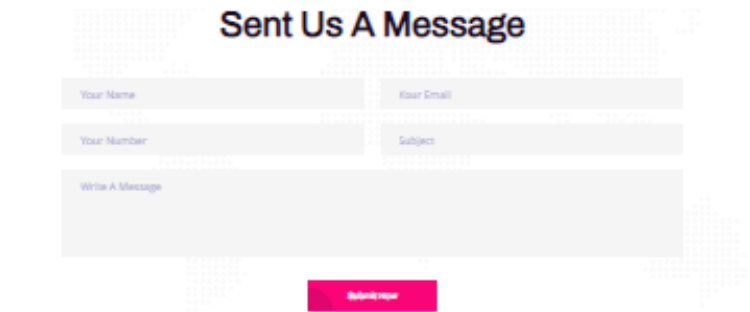 Sent Us A Message
Your Name
Your Email
Your Number
Subject
Write A Message
Submit Now